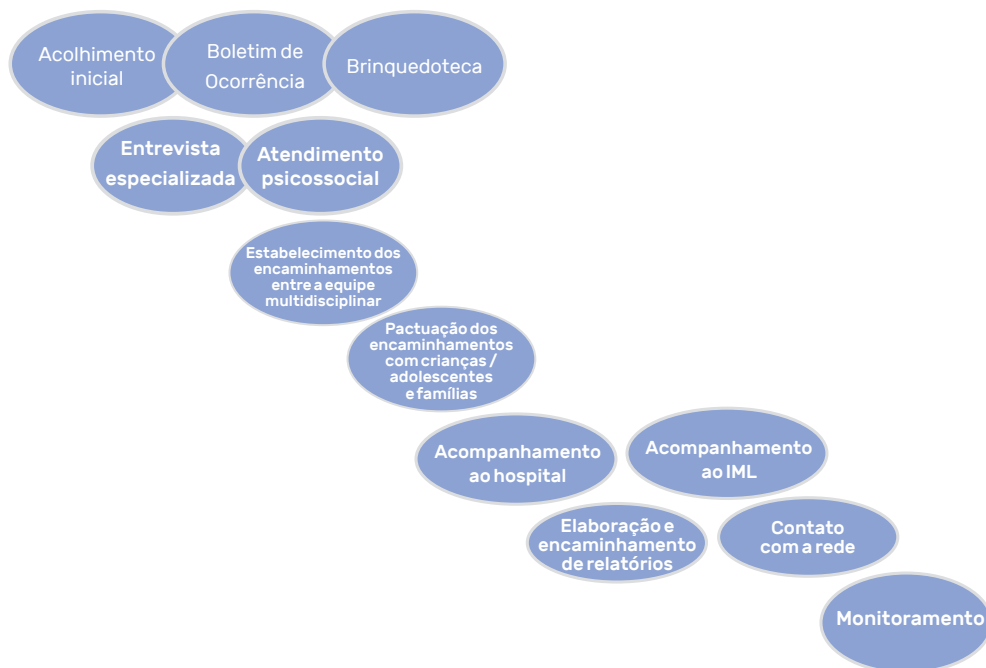 Acolhimento
inicial
Boletim de
Ocorrência
Brinquedoteca
Entrevista
especializada
Atendimento
psicossocial
Estabelecimento dos
encaminhamentos
entre a equipe
multidisciplinar
Pactuação dos
encaminhamentos
com crianças /
adolescentes
e famílias
Acompanhamento
ao hospital
Acompanhamento
ao IML
Elaboração e
encaminhamento
de relatórios
Contato
com a rede
Monitoramento